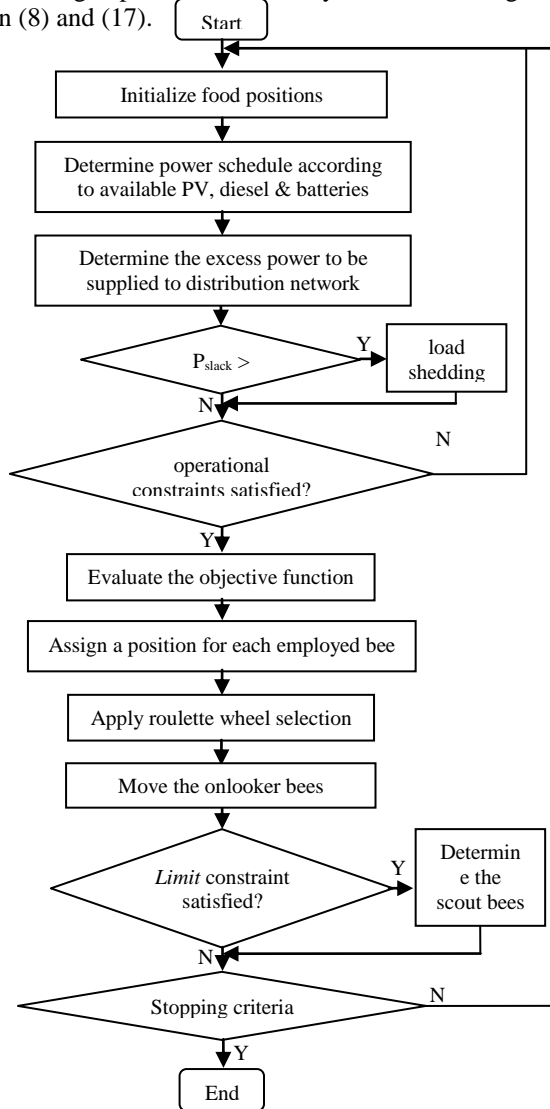 n (8) and (17).
Start
Initialize food positions
Determine power schedule according
to available PV, diesel & batteries
Determine the excess power to be
supplied to distribution network
Pslack >
Y
load
shedding
N
N
operational
constraints satisfied?
Y
Evaluate the objective function
Assign a position for each employed bee
Apply roulette wheel selection
Move the onlooker bees
Limit constraint
satisfied?
Y
Determin
e the
scout bees
N
Stopping criteria
N
Y
End